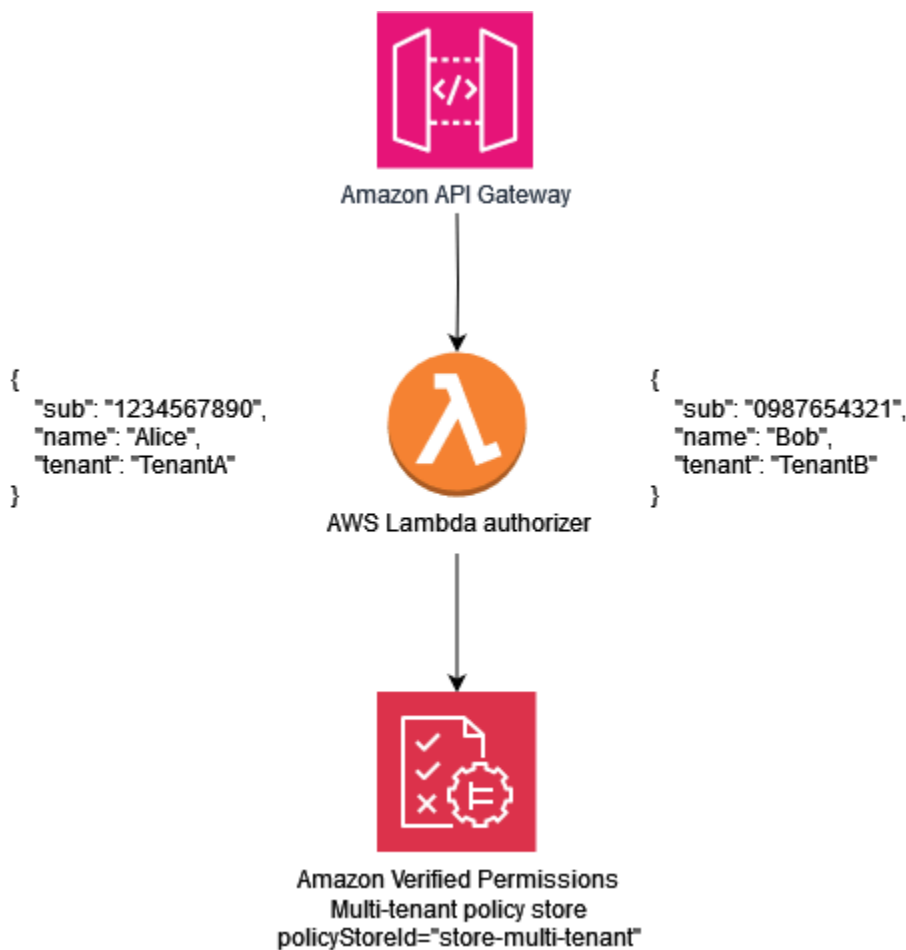 </>
Amazon API Gateway
{
"sub": "1234567890",
"name": "Alice",
"tenant": "TenantA"
}
{
"sub": "0987654321",
"name": "Bob",
"tenant": "TenantB"
}
AWS Lambda authorizer
Amazon Verified Permissions
Multi-tenant policy store
policyStoreId="store-multi-tenant"